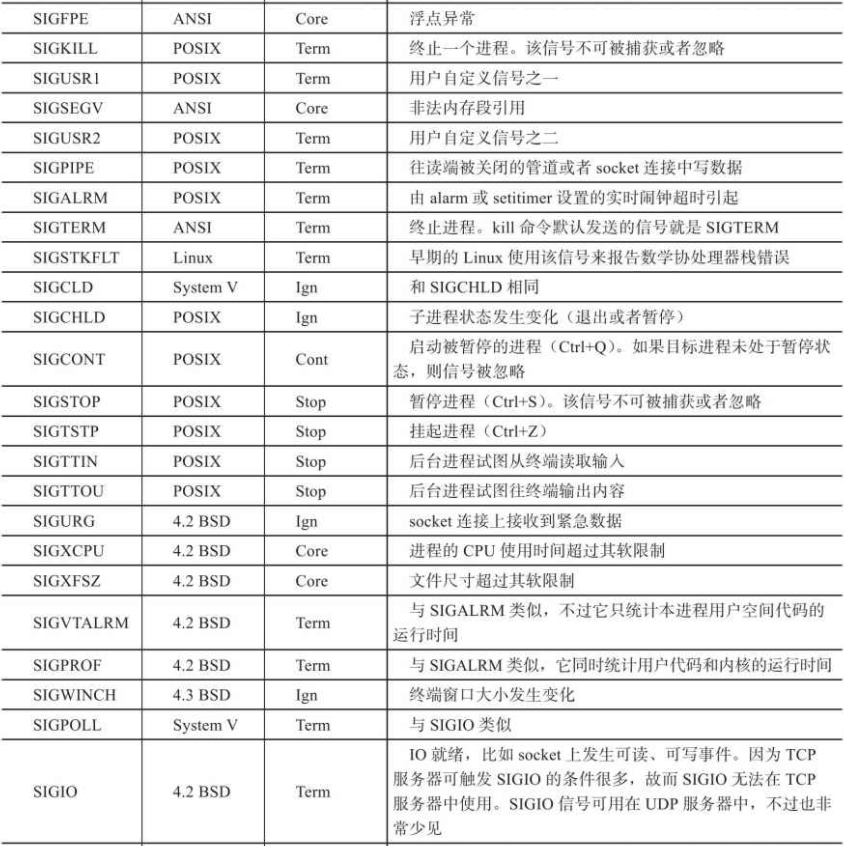 SIGFPE ANSI Core 浮点异常
SIGKILL POSIX Term 终止一个进程。该信号不可被捕获或者忽略
SIGUSR1 POSIX Term 用户自定义信号之一
SIGSEGV ANSI Core 非法内存段引用
SIGUSR2 POSIX Term 用户自定义信号之二
SIGPIPE POSIX Term 往读端被关闭的管道或者 socket 连接中写数据
SIGALRM POSIX Term 由 alarm 或 setitimer 设置的实时闹钟超时引起
SIGTERM ANSI Term 终止进程。kill 命令默认发送的信号就是 SIGTERM
SIGSTKFLT Linux Term 早期的 Linux 使用该信号来报告数学协处理器栈错误
SIGCLD System V Ign 和 SIGCHLD 相同
SIGCHLD POSIX Ign 子进程状态发生变化（退出或者暂停）
SIGCONT POSIX Cont 启动被暂停的进程（Ctrl+Q）。如果目标进程未处于暂停状
态，则信号被忽略
SIGSTOP POSIX Stop 暂停进程（Ctrl+S）。该信号不可被捕获或者忽略
SIGTSTP POSIX Stop 挂起进程（Ctrl+Z）
SIGTTIN POSIX Stop 后台进程试图从终端读取输入
SIGTTOU POSIX Stop 后台进程试图往终端输出内容
SIGURG 4.2 BSD Ign socket 连接上接收到紧急数据
SIGXCPU 4.2 BSD Core 进程的 CPU 使用时间超过其软限制
SIGXFSZ 4.2 BSD Core 文件尺寸超过其软限制
SIGVTALRM 4.2 BSD Term 与 SIGALRM 类似，不过它只统计本进程用户空间代码的
运行时间
SIGPROF 4.2 BSD Term 与 SIGALRM 类似，它同时统计用户代码和内核的运行时间
SIGWINCH 4.3 BSD Ign 终端窗口大小发生变化
SIGPOLL System V Term 与 SIGIO 类似
SIGIO 4.2 BSD Term IO 就绪，比如 socket 上发生可读、可写事件。因为 TCP
服务器可触发 SIGIO 的条件很多，故而 SIGIO 无法在 TCP
服务器中使用。SIGIO 信号可用在 UDP 服务器中，不过也非
常少见